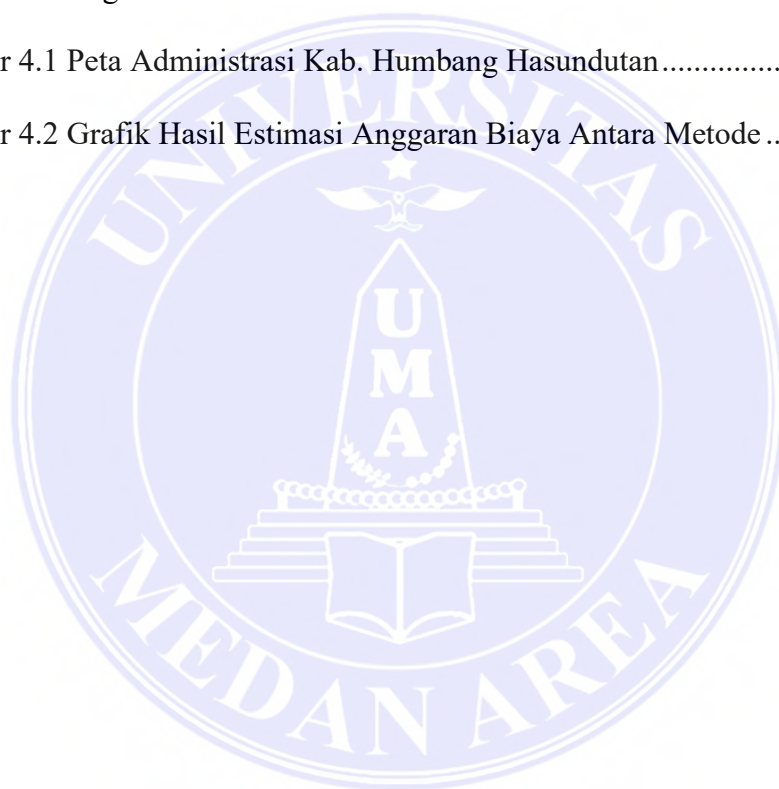 r 4.1 Peta Administrasi Kab. Humbang Hasundutan................
r 4.2 Grafik Hasil Estimasi Anggaran Biaya Antara Metode ..
UNIVERSITAS
U
M
A
MEDAN AREA